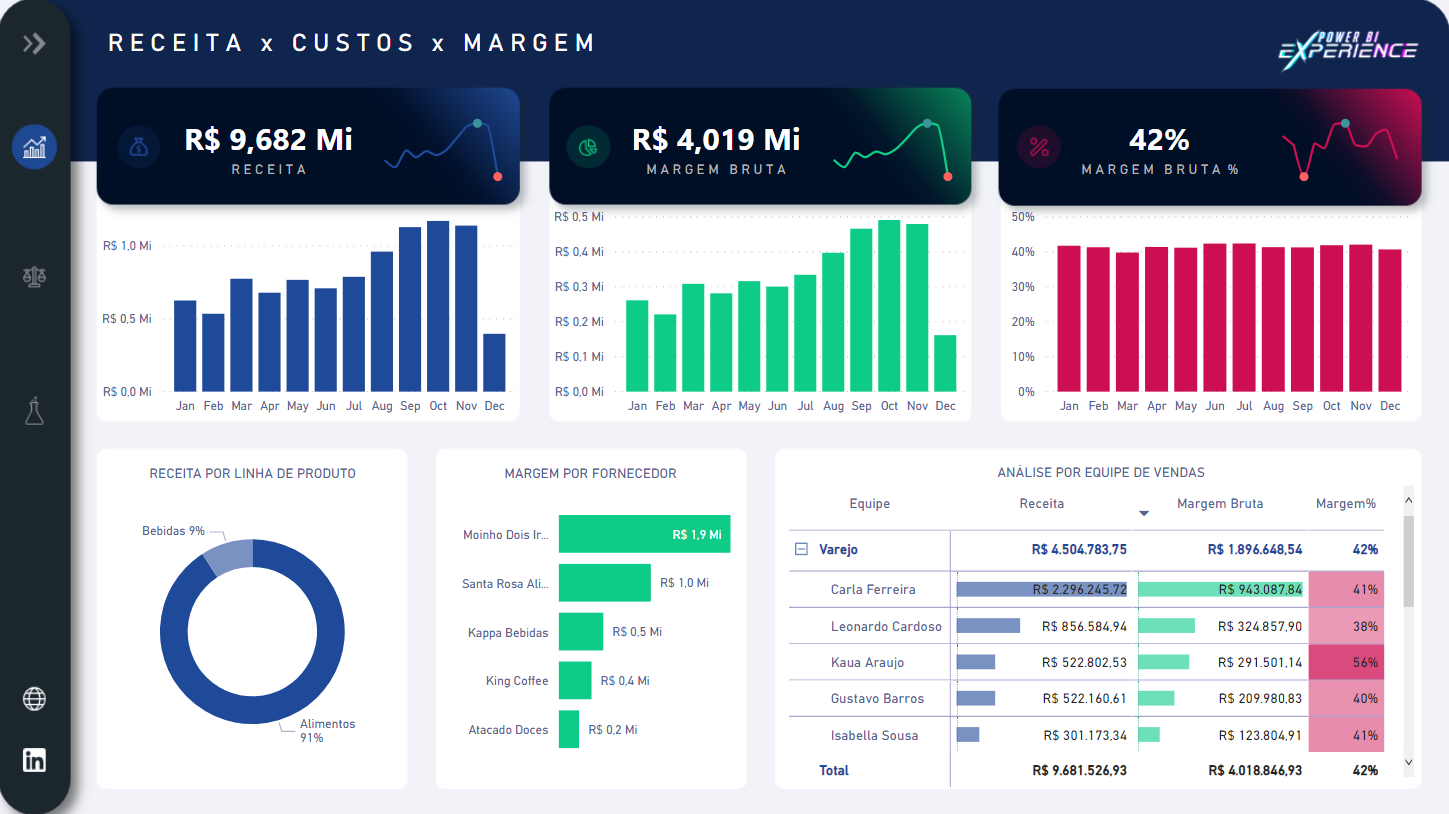 RECEITA x CUSTOS x MARGEM
POWER BI
EXPERIENCE
R$ 9,682 Mi
RECEITA
R$ 4,019 Mi
MARGEM BRUTA
42%
MARGEM BRUTA %
R$ 1,0 Mi
R$ 0,5 Mi
R$ 0,0 Mi
Jan Feb Mar Apr May Jun Jul Aug Sep Oct Nov Dec
R$ 0,5 Mi
R$ 0,4 Mi
R$ 0,3 Mi
R$ 0,2 Mi
R$ 0,1 Mi
R$ 0,0 Mi
Jan Feb Mar Apr May Jun Jul Aug Sep Oct Nov Dec
50%
40%
30%
20%
10%
0%
Jan Feb Mar Apr May Jun Jul Aug Sep Oct Nov Dec
RECEITA POR LINHA DE PRODUTO
Bebidas 9%
Alimentos
91%
MARGEM POR FORNECEDOR
Moinho Dois Ir... R$ 1,9 Mi
Santa Rosa Ali... R$ 1,0 Mi
Kappa Bebidas R$ 0,5 Mi
King Coffee R$ 0,4 Mi
Atacado Doces R$ 0,2 Mi
ANÁLISE POR EQUIPE DE VENDAS
Equipe Receita Margem Bruta Margem%
Varejo R$ 4.504.783,75 R$ 1.896.648,54 42%
Carla Ferreira R$ 2.296.245,72 R$ 943.087,84 41%
Leonardo Cardoso R$ 856.584,94 R$ 324.857,90 38%
Kaua Araujo R$ 522.802,53 R$ 291.501,14 56%
Gustavo Barros R$ 522.160,61 R$ 209.980,83 40%
Isabella Sousa R$ 301.173,34 R$ 123.804,91 41%
Total R$ 9.681.526,93 R$ 4.018.846,93 42%
in